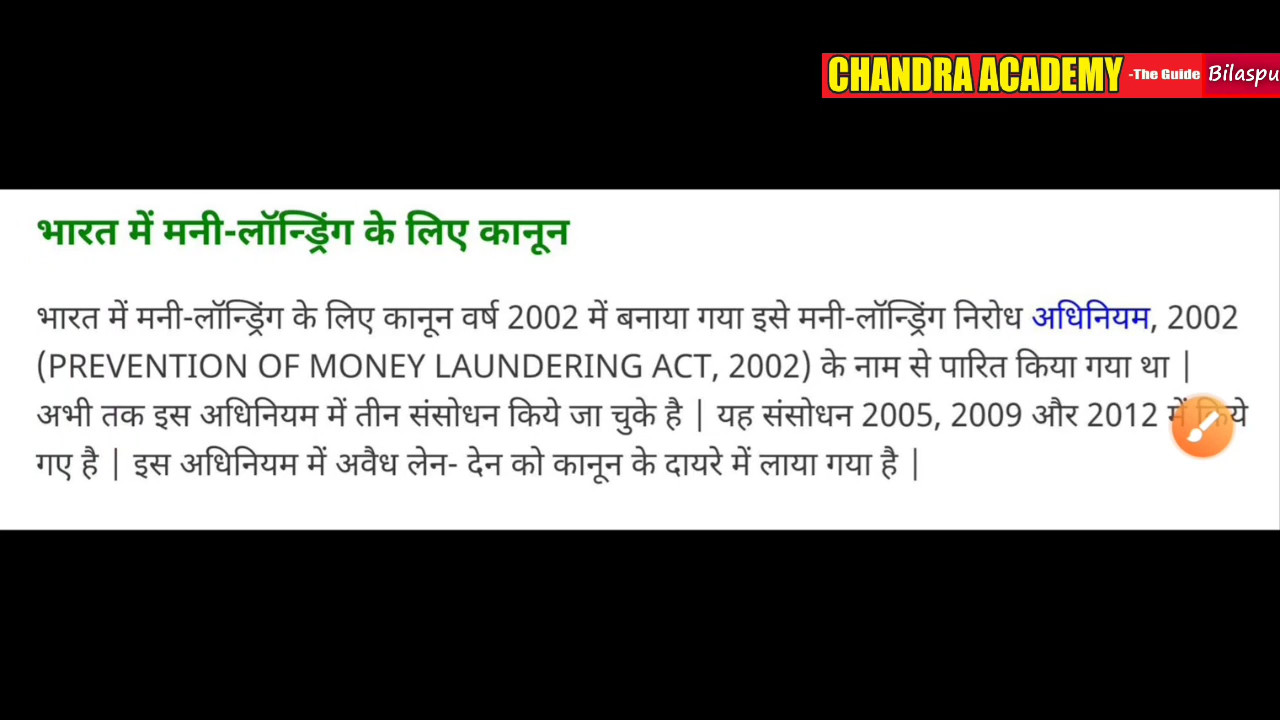 CHANDRA ACADEMY -The Guide Bilaspu
भारत में मनी-लॉन्ड्रिंग के लिए कानून
भारत में मनी-लॉन्ड्रिंग के लिए कानून वर्ष 2002 में बनाया गया इसे मनी-लॉन्ड्रिंग निरोध अधिनियम, 2002
(PREVENTION OF MONEY LAUNDERING ACT, 2002) के नाम से पारित किया गया था |
अभी तक इस अधिनियम में तीन संसोधन किये जा चुके है | यह संसोधन 2005, 2009 और 2012 में किये
गए है | इस अधिनियम में अवैध लेन- देन को कानून के दायरे में लाया गया है |